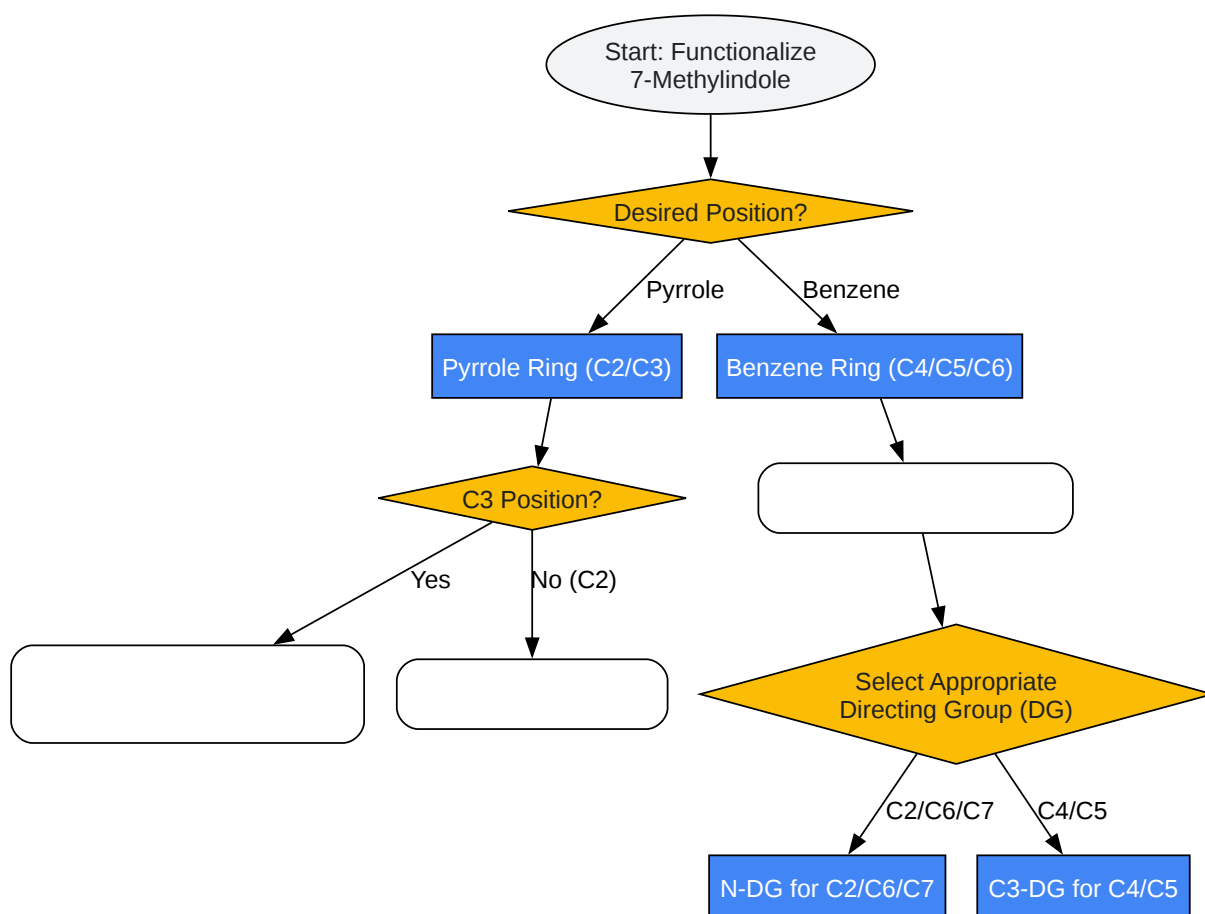 Start: Functionalize
7-Methylindole
Desired Position?
Pyrrole
Benzene
Pyrrole Ring (C2/C3)
Benzene Ring (C4/C5/C6)
C3 Position?
Yes
No (C2)
Select Appropriate
Directing Group (DG)
C2/C6/C7
C4/C5
N-DG for C2/C6/C7
C3-DG for C4/C5